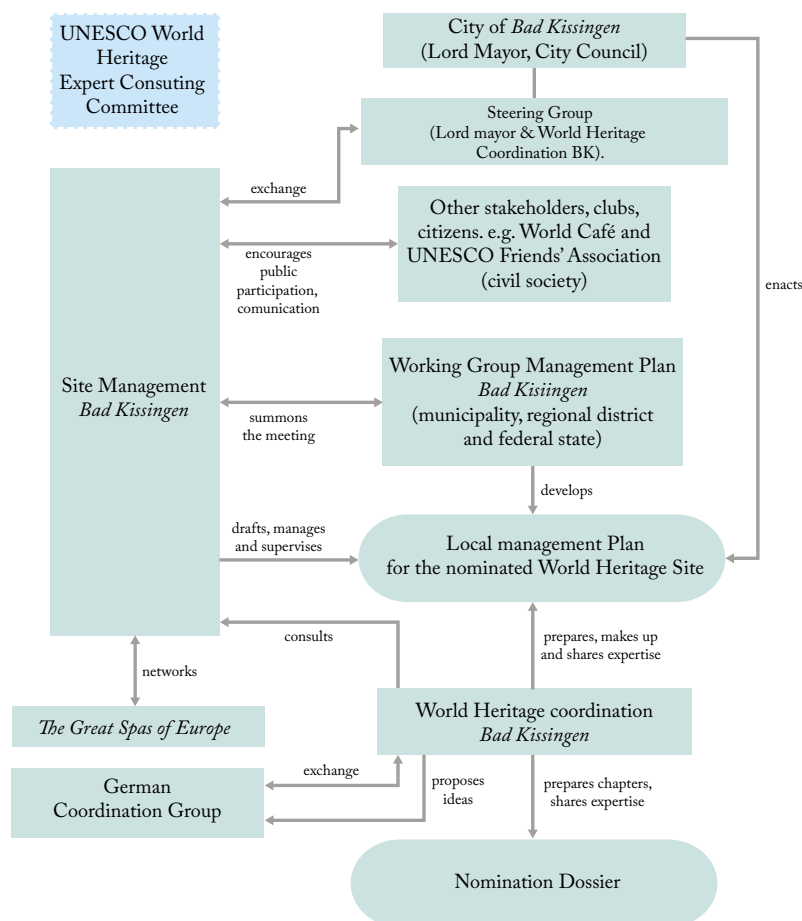 UNESCO World
Heritage
Expert Consuting
Committee
City of Bad Kissingen
(Lord Mayor, City Council)
Steering Group
(Lord mayor & World Heritage
Coordination BK).
exchange
Other stakeholders, clubs,
citizens. e.g. World Café and
UNESCO Friends’ Association
(civil society)
encourages
public
participation,
comunication
enacts
Site Management
Bad Kissingen
Working Group Management Plan
Bad Kisiingen
(municipality, regional district
and federal state)
summons
the meeting
develops
drafts, manages
and supervises
Local management Plan
for the nominated World Heritage Site
consults
prepares, makes up
and shares expertise
networks
The Great Spas of Europe
World Heritage coordination
Bad Kissingen
German
Coordination Group
exchange
proposes
ideas
prepares chapters,
shares expertise
Nomination Dossier